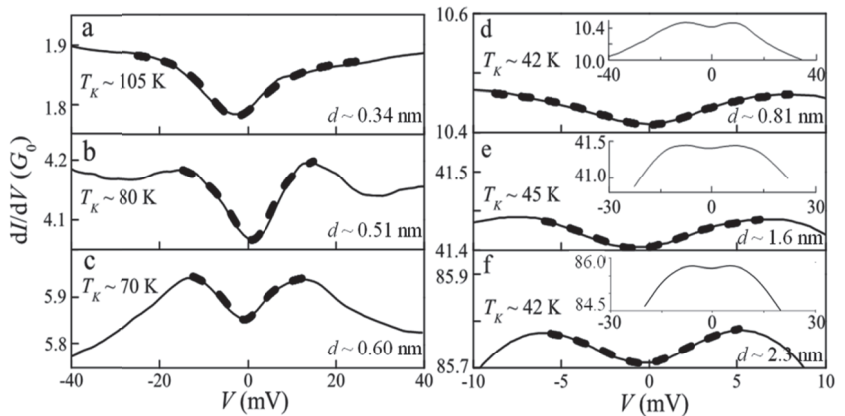 a
1.9
1.8
T_K ~ 105 K
d ~ 0.34 nm
b
4.2
4.1
T_K ~ 80 K
d ~ 0.51 nm
c
5.9
5.8
T_K ~ 70 K
d ~ 0.60 nm
-40 -20 0 20 40
V (mV)
dI/dV (G_0)
d
10.6
10.4
T_K ~ 42 K
d ~ 0.81 nm
10.4
10.0
-40 0 40
e
41.5
41.4
T_K ~ 45 K
d ~ 1.6 nm
41.5
41.0
-30 0 30
f
85.9
85.7
T_K ~ 42 K
d ~ 2.3 nm
86.0
84.5
-30 0 30
-10 -5 0 5 10
V (mV)